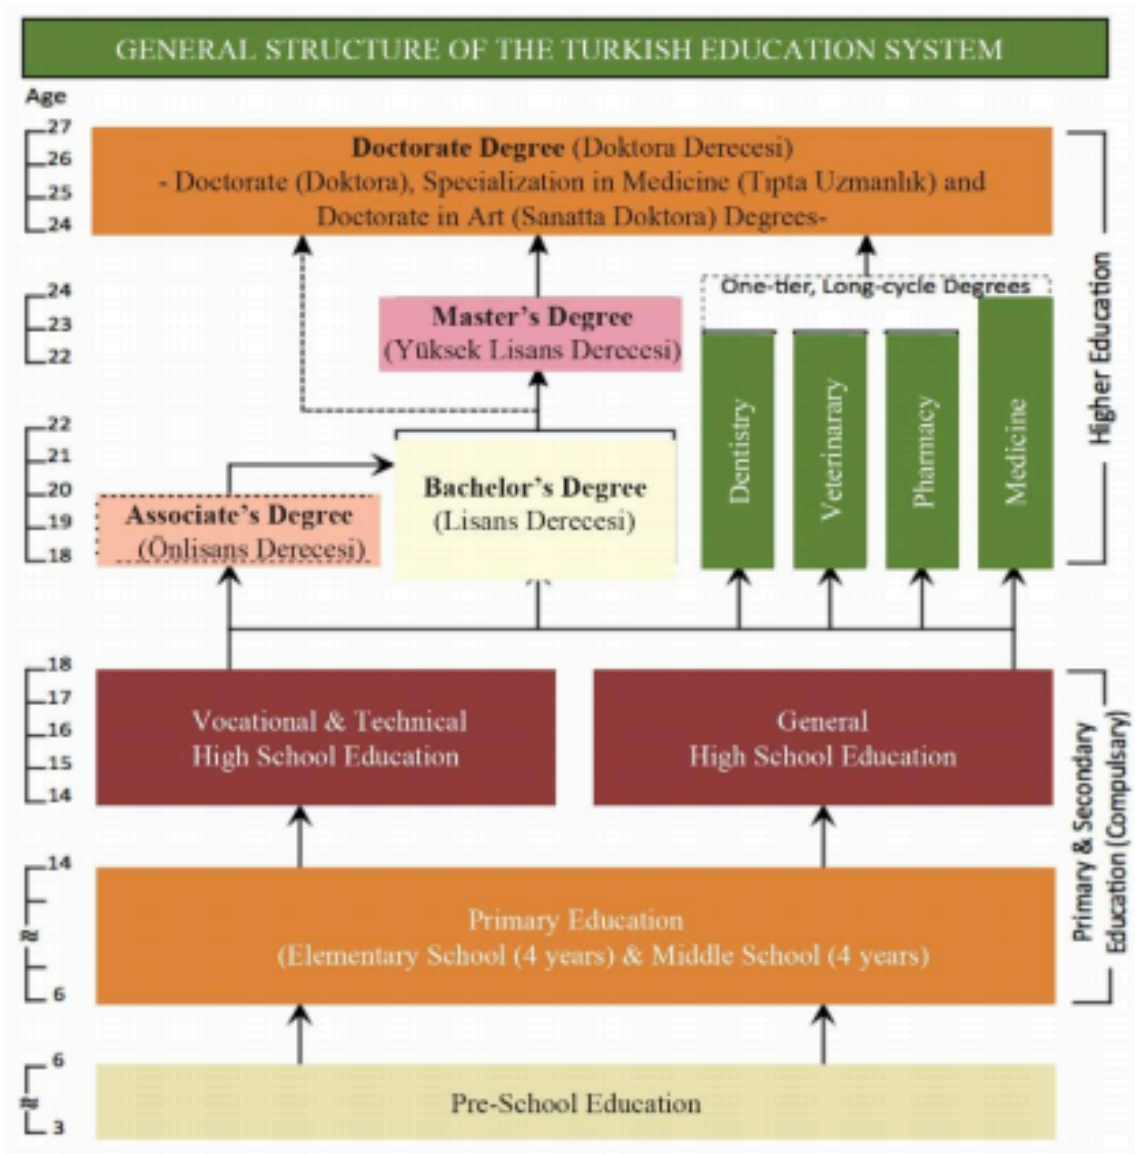 GENERAL STRUCTURE OF THE TURKISH EDUCATION SYSTEM
Age
27
26
25
24
Doctorate Degree (Doktora Derecesi)
- Doctorate (Doktora), Specialization in Medicine (Tıpta Uzmanlık) and
Doctorate in Art (Sanatta Doktora) Degrees-
24
23
22
Master's Degree
(Yüksek Lisans Derecesi)
One-tier, Long-cycle Degrees
Dentistry
Veterinarary
Pharmacy
Medicine
Higher Education
22
21
20
19
18
Associate's Degree
(Önlisans Derecesi)
Bachelor's Degree
(Lisans Derecesi)
18
17
16
15
14
Vocational & Technical
High School Education
General
High School Education
Primary & Secondary
Education (Compulsary)
14
6
Primary Education
(Elementary School (4 years) & Middle School (4 years)
6
3
Pre-School Education